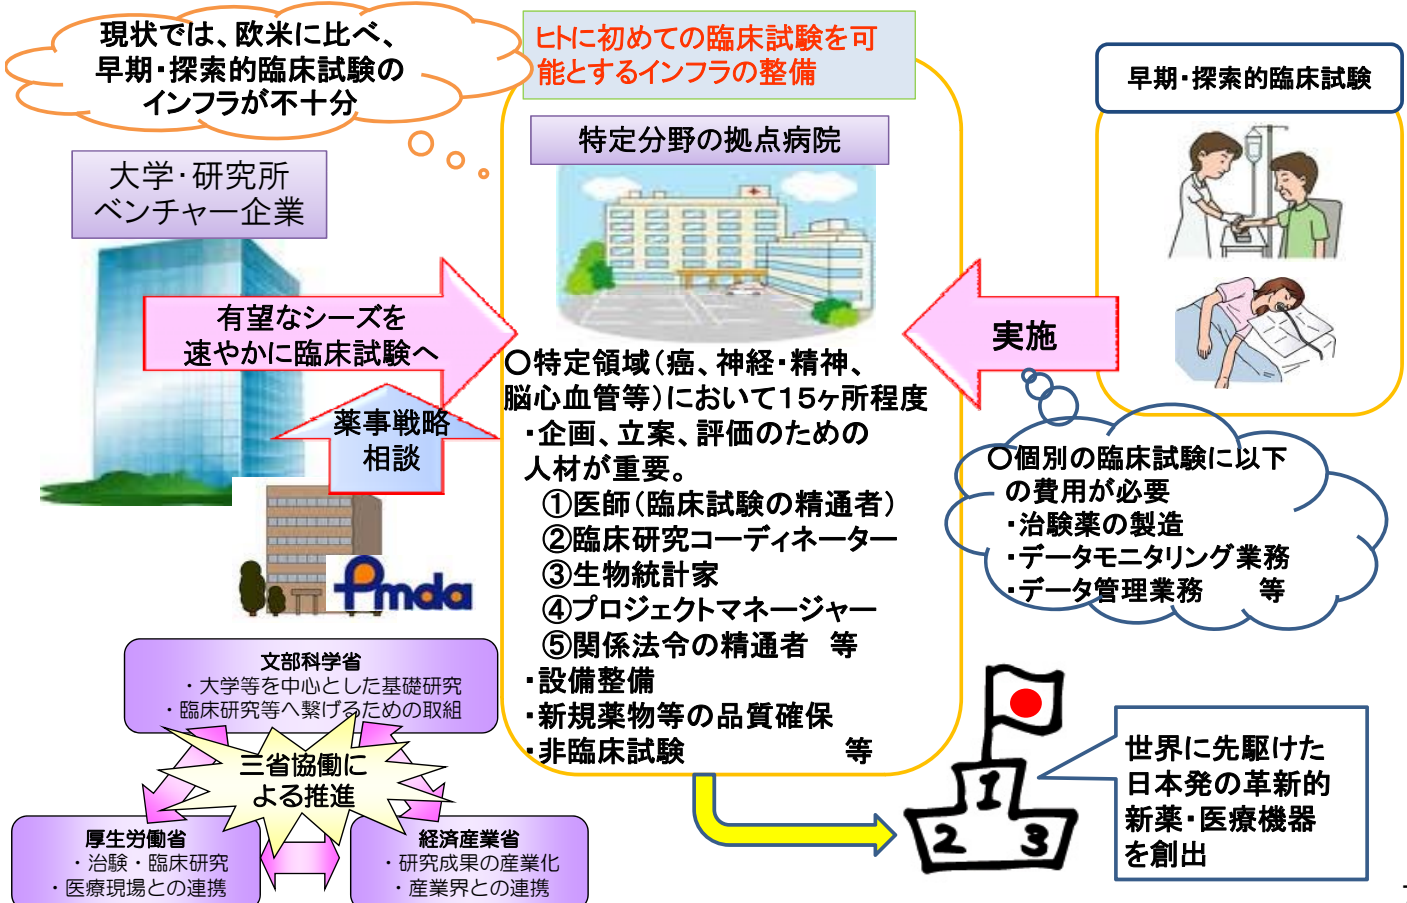 現状では、欧米に比べ、
早期・探索的臨床試験の
インフラが不十分
ヒトに初めての臨床試験を可
能とするインフラの整備
早期・探索的臨床試験
特定分野の拠点病院
大学・研究所
ベンチャー企業
有望なシーズを
速やかに臨床試験へ
実施
薬事戦略
相談
pmda
○特定領域(癌、神経・精神、
脳心血管等)において15ヶ所程度
・企画、立案、評価のための
人材が重要。
①医師(臨床試験の精通者)
②臨床研究コーディネーター
③生物統計家
④プロジェクトマネージャー
⑤関係法令の精通者 等
・設備整備
・新規薬物等の品質確保
・非臨床試験 等
○個別の臨床試験に以下
の費用が必要
・治験薬の製造
・データモニタリング業務
・データ管理業務 等
文部科学省
・大学等を中心とした基礎研究
・臨床研究等へ繋げるための取組
三省協働に
よる推進
厚生労働省
・治験・臨床研究
・医療現場との連携
経済産業省
・研究成果の産業化
・産業界との連携
1
2 3
世界に先駆けた
日本発の革新的
新薬・医療機器
を創出